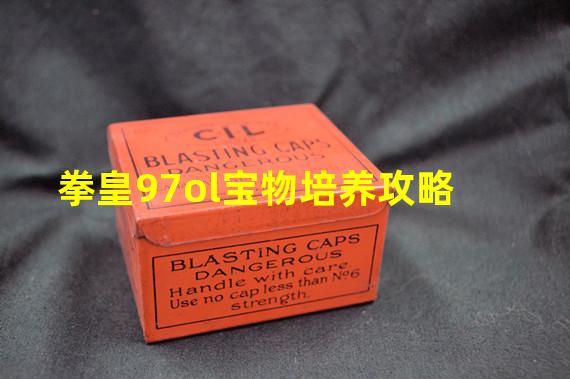 CIL
BLASTING CAPS
DANGEROUS
拳皇97ol宝物培养攻略
BLASTING CAPS
DANGEROUS
Handle with care
Use no cap less than No6
strength.